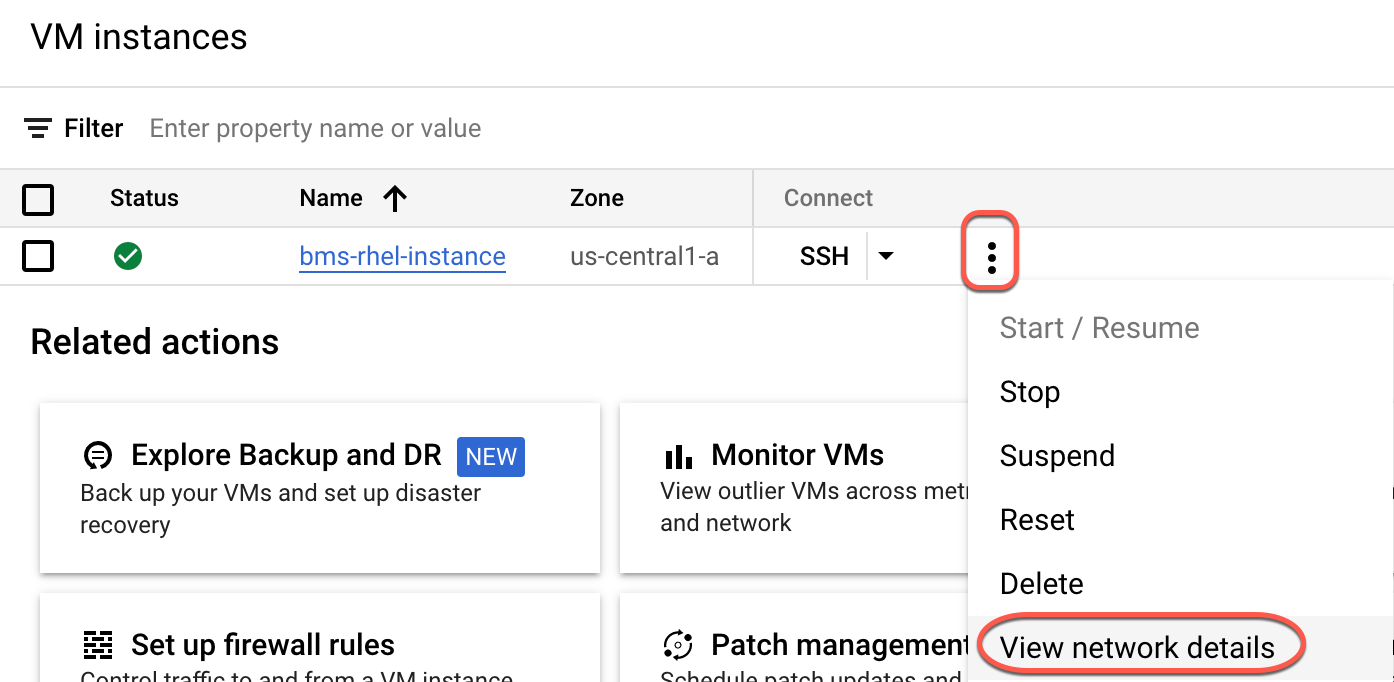 VM instances
Filter Enter property name or value
Status Name Zone Connect
bms-rhel-instance us-central1-a SSH
Start / Resume
Stop
Suspend
Reset
Delete
View network details
Related actions
Explore Backup and DR NEW
Back up your VMs and set up disaster
recovery
Monitor VMs
View outlier VMs across
and network
Set up firewall rules
Control traffic to and from a VM instance
Patch management
Schedule patch updates and